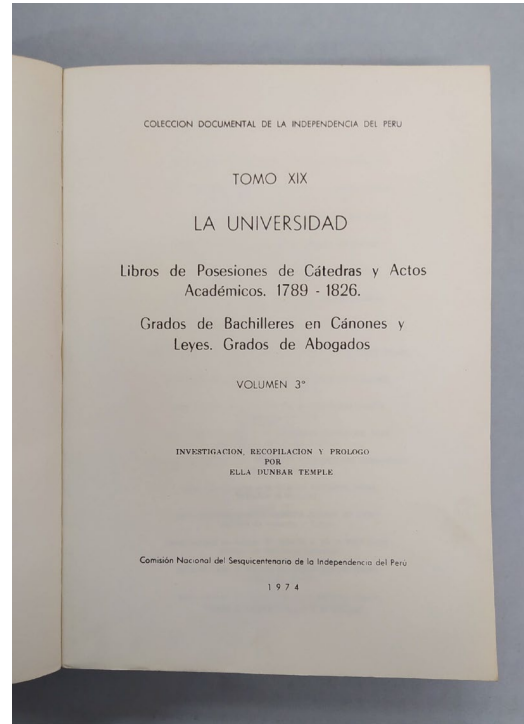 COLECCION DOCUMENTAL DE LA INDEPENDENCIA DEL PERU
TOMO XIX
LA UNIVERSIDAD
Libros de Posesiones de Cátedras y Actos
Académicos. 1789 - 1826.
Grados de Bachilleres en Cánones y
Leyes. Grados de Abogados
VOLUMEN 3°
INVESTIGACION, RECOPILACION Y PROLOGO
POR
ELLA DUNBAR TEMPLE
Comisión Nacional del Sesquicentenario de la Independencia del Perú
1974